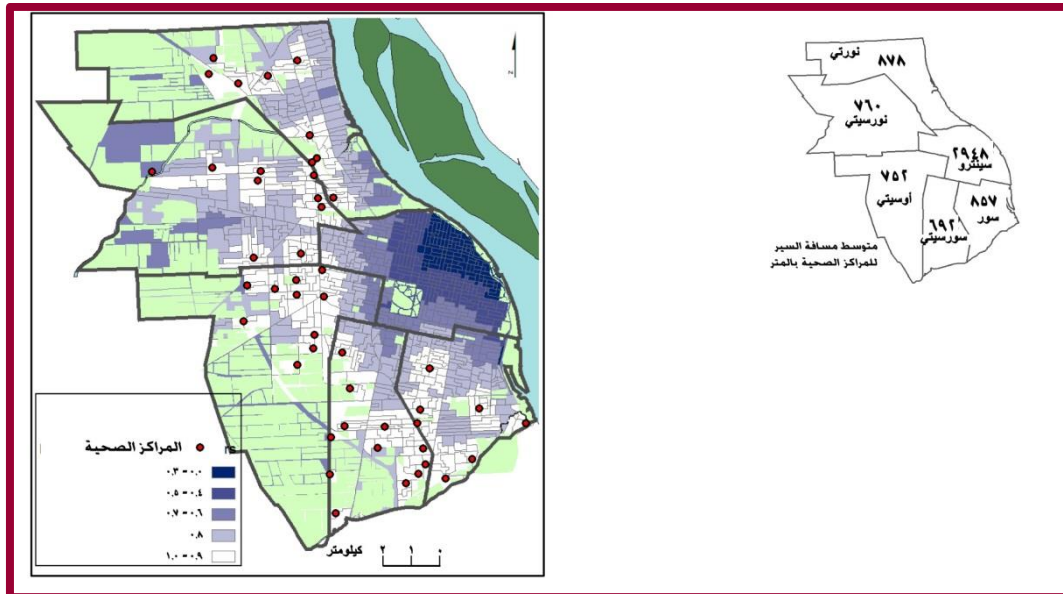 نورتي
٨٧٨
٧٦٠
نورسيتي
٢٩٤٨
سينترو
٧٥٢
أوسيتي
٨٥٧
سور
٦٩٢
سورسيتي
متوسط مسافة السير
للمراكز الصحية بالمتر
المراكز الصحية
٠,٠ - ٠,٣
٠,٤ - ٠,٥
٠,٦ - ٠,٧
٠,٨
٠,٩ - ١,٠
كيلومتر
٢ ١ ٠